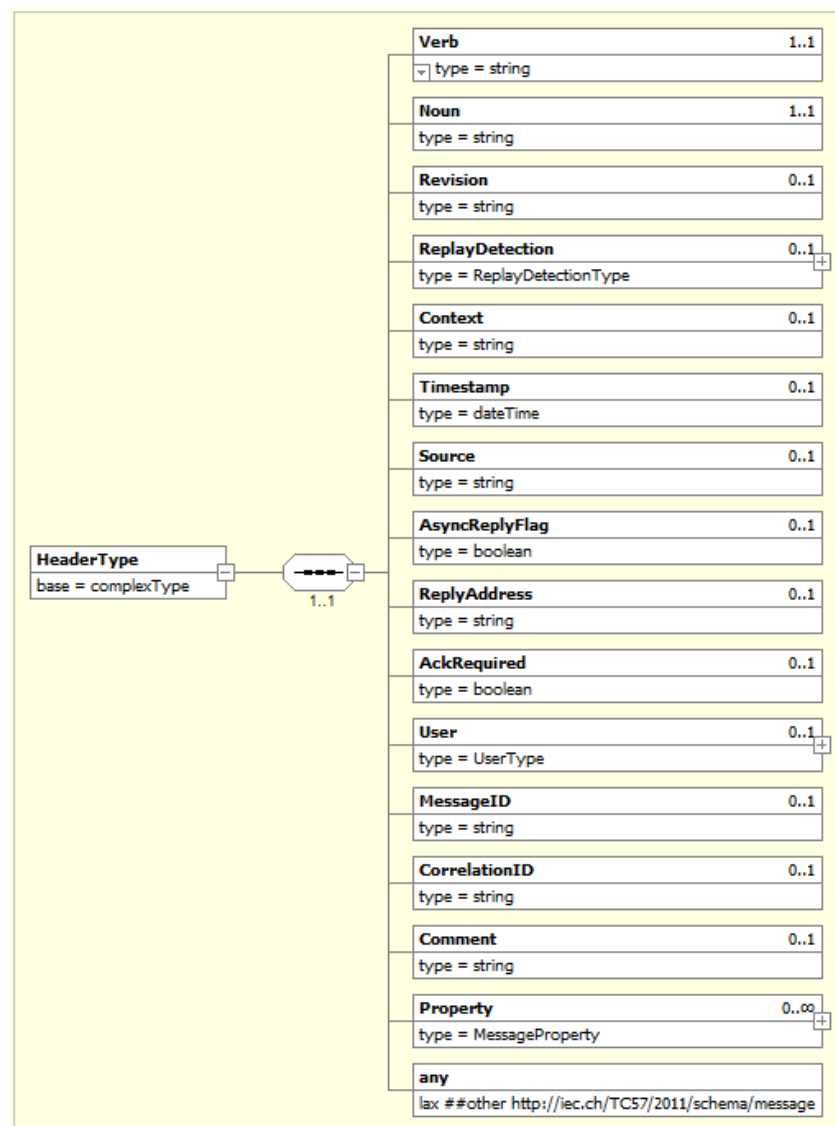 Verb 1..1
type = string
Noun 1..1
type = string
Revision 0..1
type = string
ReplayDetection 0..1
type = ReplayDetectionType
Context 0..1
type = string
Timestamp 0..1
type = dateTime
Source 0..1
type = string
AsyncReplyFlag 0..1
type = boolean
HeaderType
base = complexType
1..1
ReplyAddress 0..1
type = string
AckRequired 0..1
type = boolean
User 0..1
type = UserType
MessageID 0..1
type = string
CorrelationID 0..1
type = string
Comment 0..1
type = string
Property 0..∞
type = MessageProperty
any
lax ##other http://iec.ch/TC57/2011/schema/message